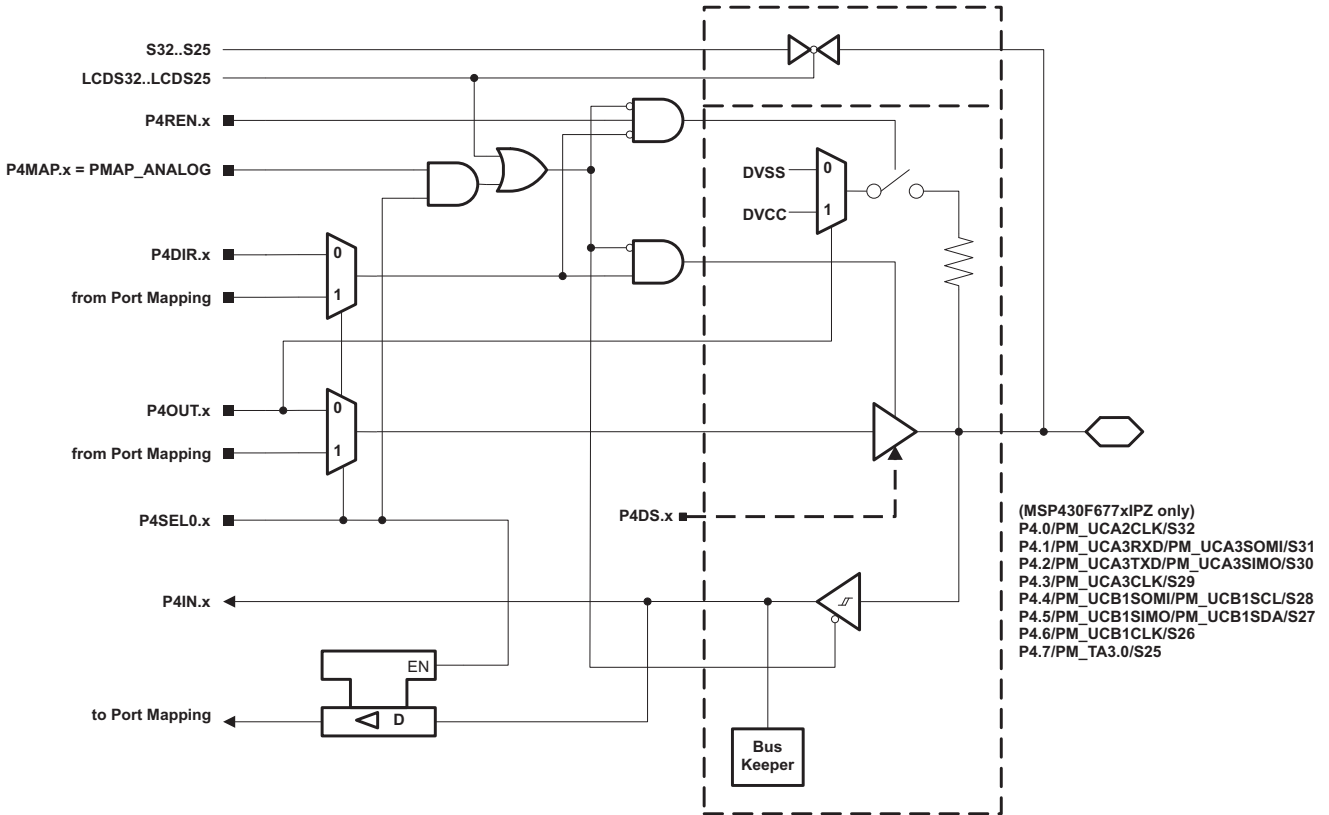 S32..S25
LCDS32..LCDS25
P4REN.x
P4MAP.x = PMAP_ANALOG
DVSS
0
DVCC
1
P4DIR.x
0
from Port Mapping
1
P4OUT.x
0
from Port Mapping
1
P4SEL0.x
P4DS.x
(MSP430F677xIPZ only)
P4.0/PM_UCA2CLK/S32
P4.1/PM_UCA3RXD/PM_UCA3SOMI/S31
P4.2/PM_UCA3TXD/PM_UCA3SIMO/S30
P4.3/PM_UCA3CLK/S29
P4.4/PM_UCB1SOMI/PM_UCB1SCL/S28
P4.5/PM_UCB1SIMO/PM_UCB1SDA/S27
P4.6/PM_UCB1CLK/S26
P4.7/PM_TA3.0/S25
P4IN.x
EN
to Port Mapping
D
Bus
Keeper